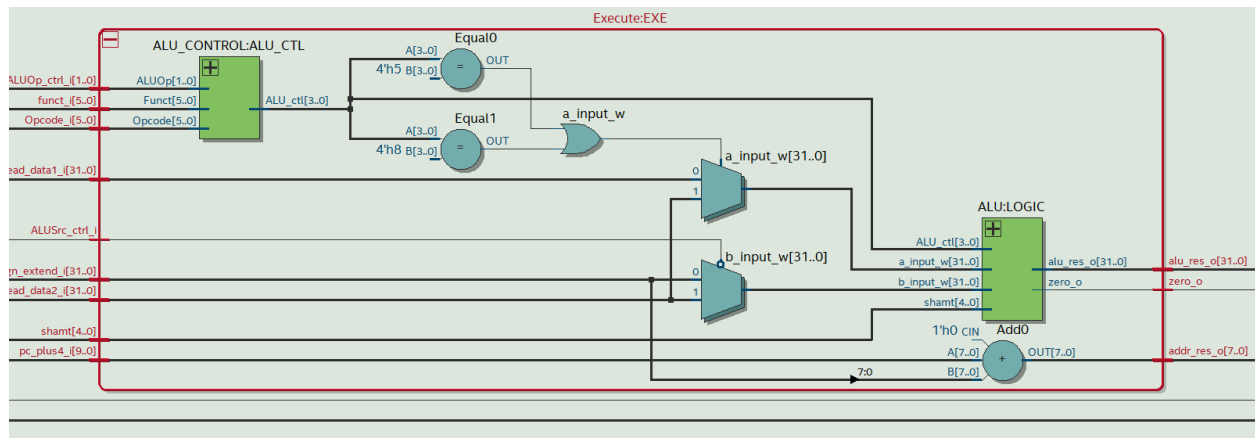 Execute:EXE
ALU_CONTROL:ALU_CTL
Equal0
ALUOp_ctrl_i[1..0]
ALUOp[1..0]
A[3..0]
4'h5 B[3..0]
=
OUT
funct_i[5..0]
Funct[5..0]
ALU_ctl[3..0]
Opcode_i[5..0]
Opcode[5..0]
Equal1
a_input_w
A[3..0]
4'h8 B[3..0]
=
OUT
ead_data1_i[31..0]
a_input_w[31..0]
0
1
ALU:LOGIC
ALUSrc_ctrl_i
ALU_ctl[3..0]
gn_extend_i[31..0]
b_input_w[31..0]
0
a_input_w[31..0]
alu_res_o[31..0]
alu_res_o[31..0]
ead_data2_i[31..0]
1
b_input_w[31..0]
zero_o
zero_o
shamt[4..0]
shamt[4..0]
1'h0 CIN
Add0
pc_plus4_i[9..0]
A[7..0]
+
OUT[7..0]
addr_res_o[7..0]
7:0
B[7..0]